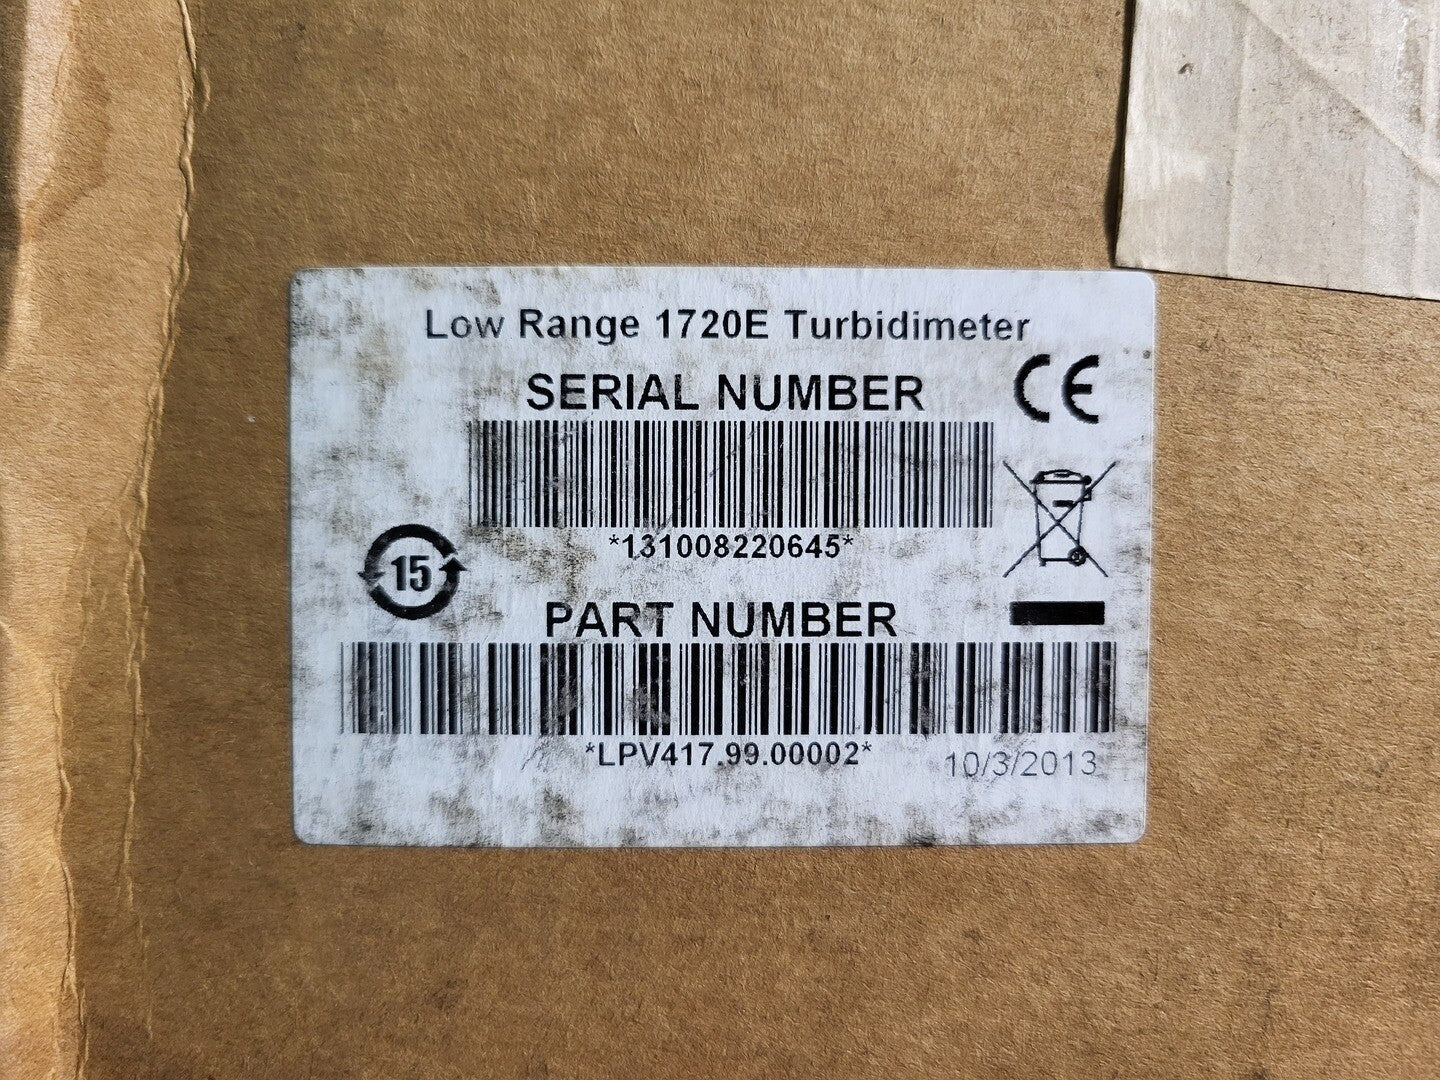 Low Range 1720E Turbidimeter
SERIAL NUMBER
CE
*131008220645*
15
PART NUMBER
*LPV417.99.00002*
10/3/2013